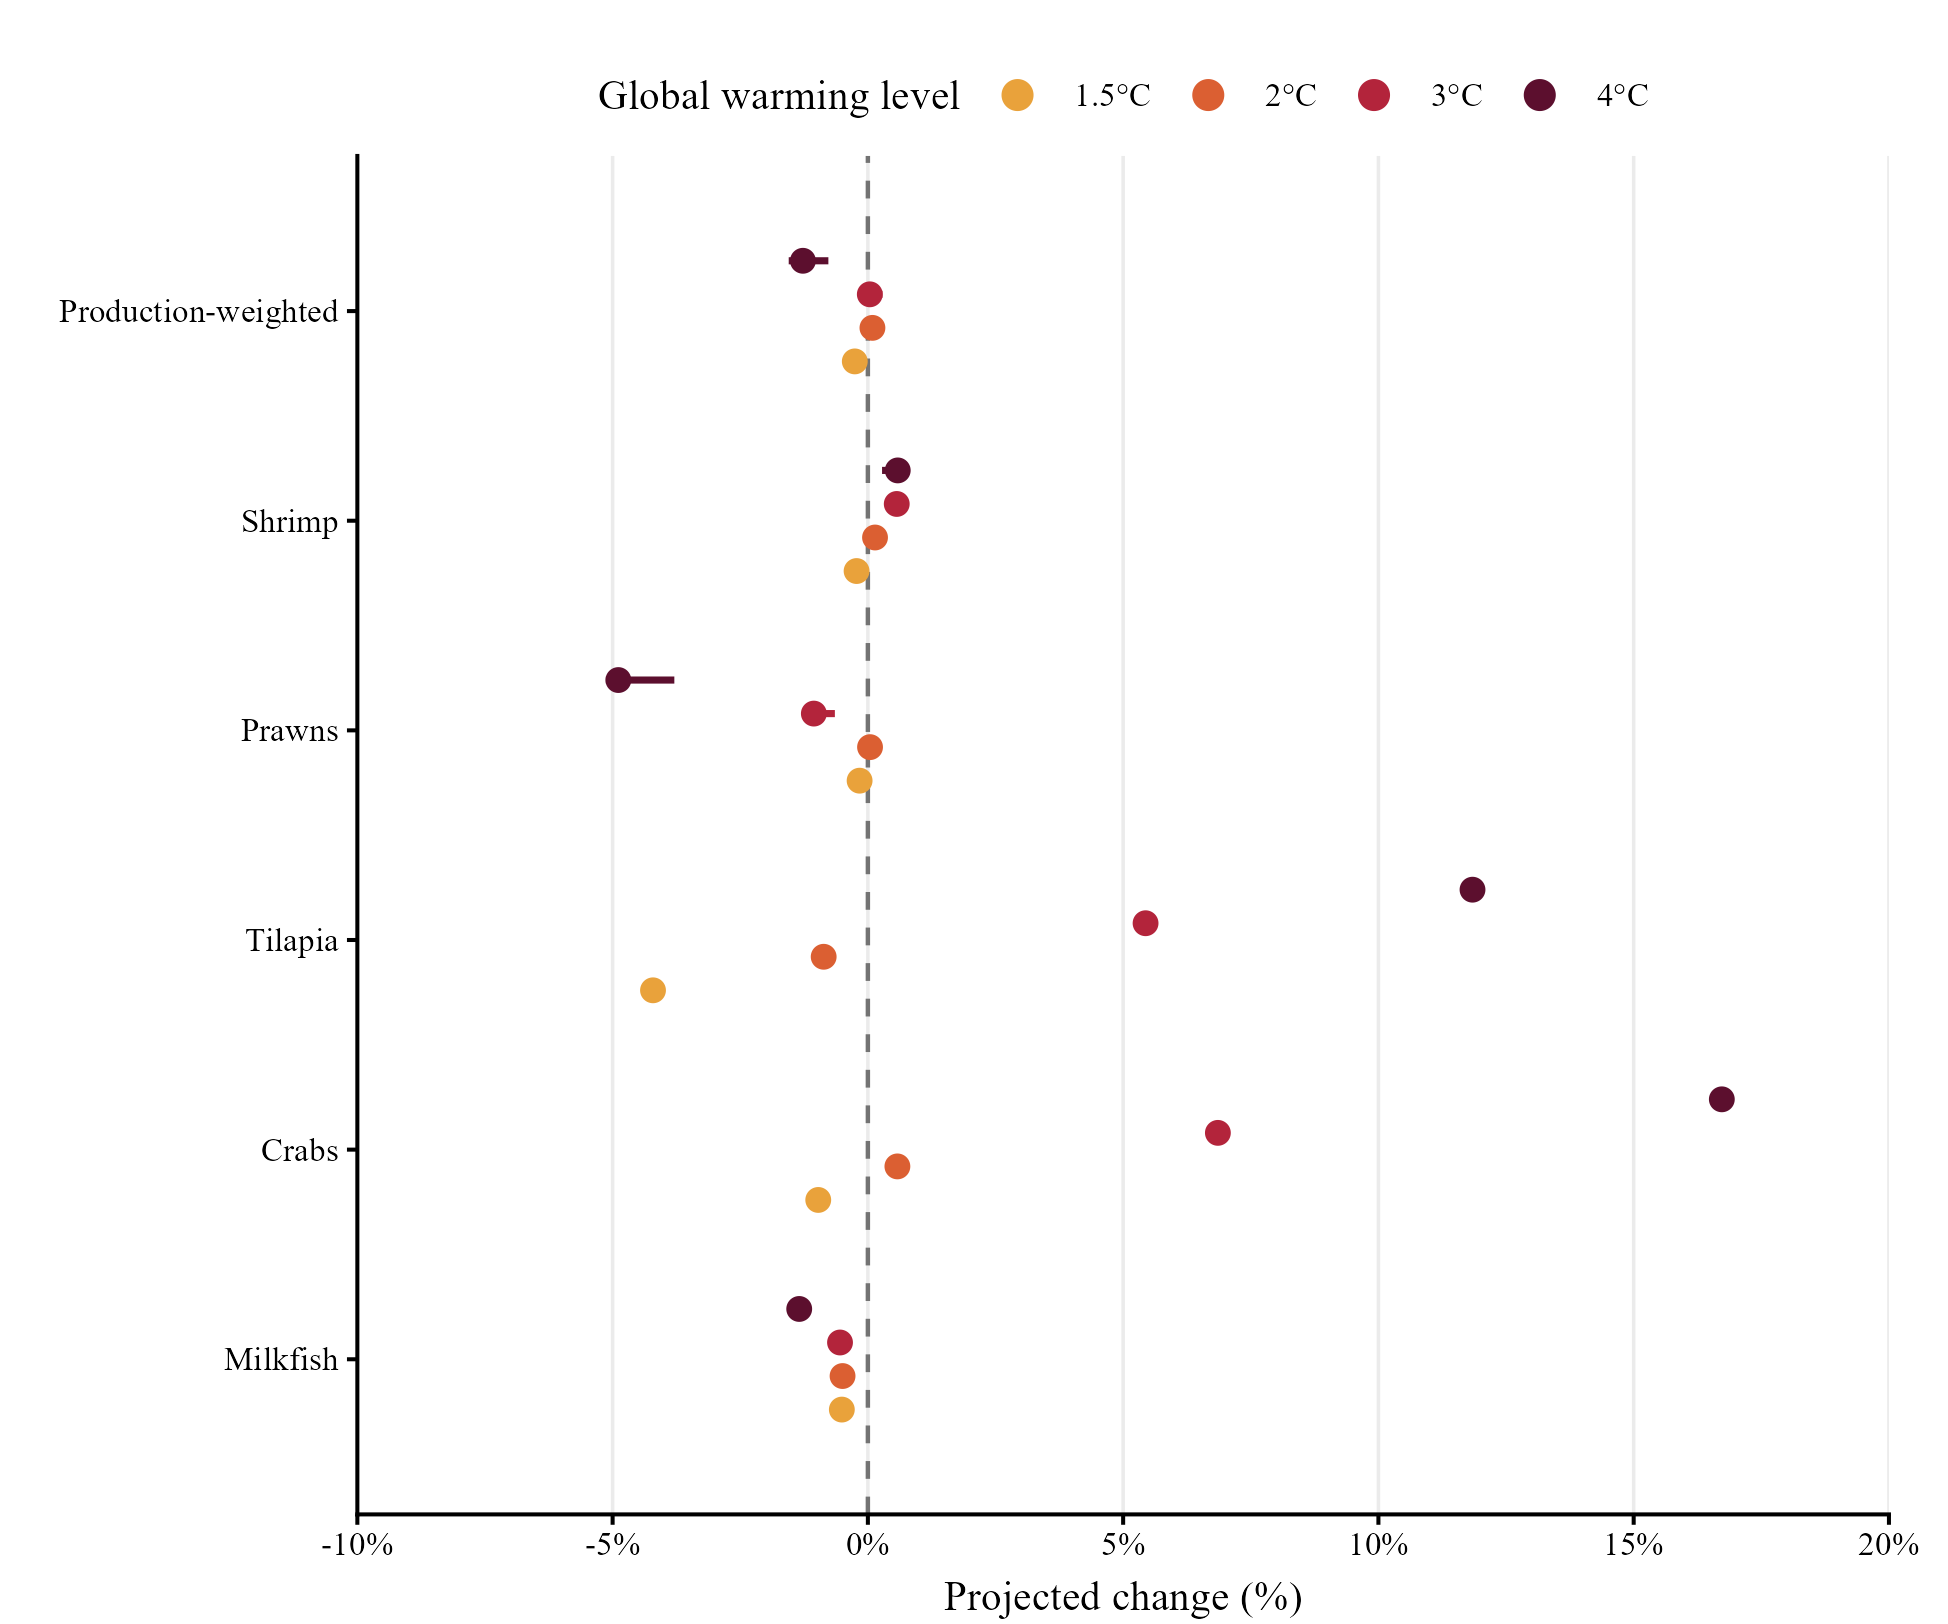 Global warming level 1.5°C 2°C 3°C 4°C
Production-weighted
Shrimp
Prawns
Tilapia
Crabs
Milkfish
-10% -5% 0% 5% 10% 15% 20%
Projected change (%)